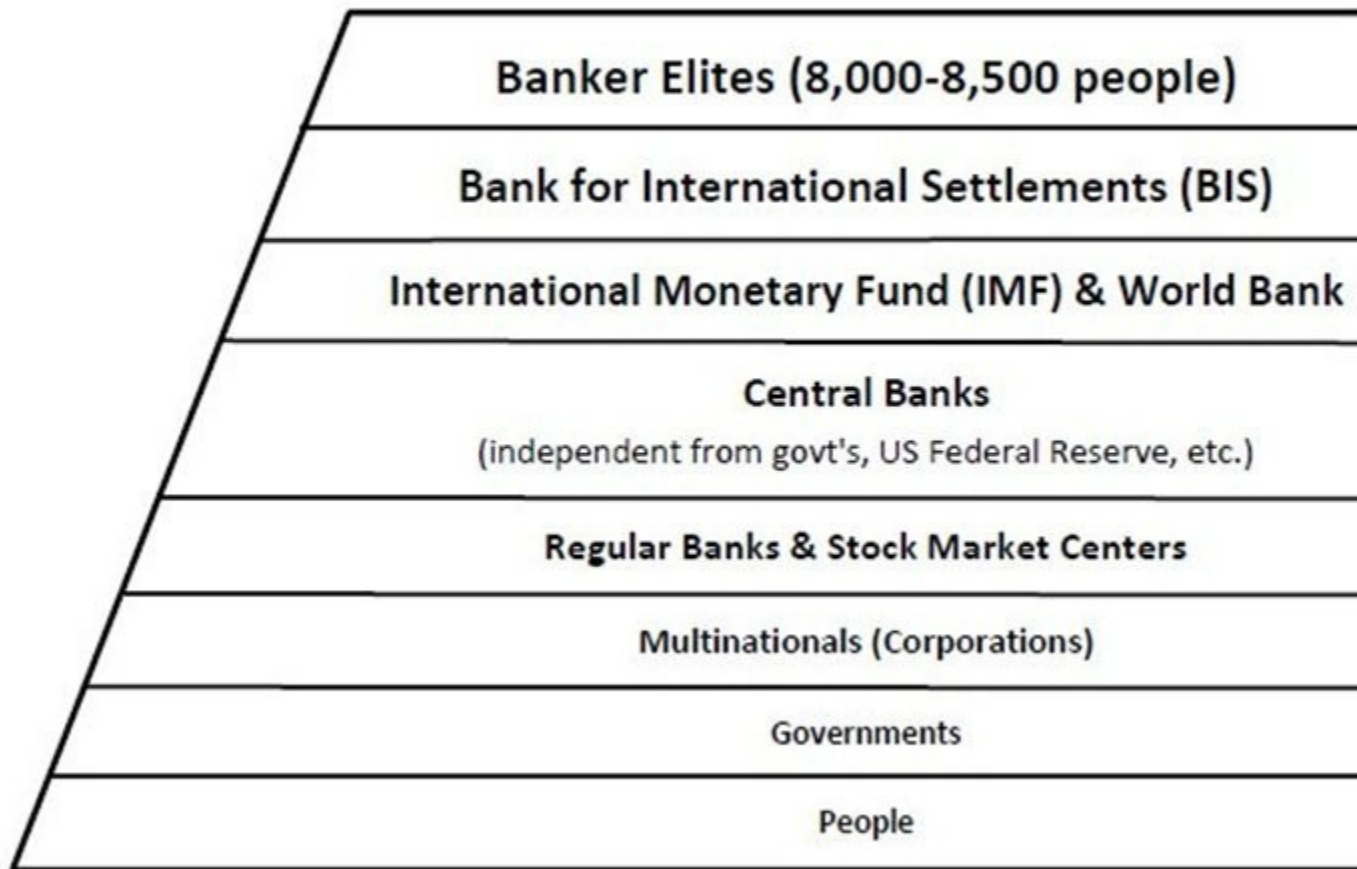 Banker Elites (8,000-8,500 people)
Bank for International Settlements (BIS)
International Monetary Fund (IMF) & World Bank
Central Banks
(independent from govt's, US Federal Reserve, etc.)
Regular Banks & Stock Market Centers
Multinationals (Corporations)
Governments
People